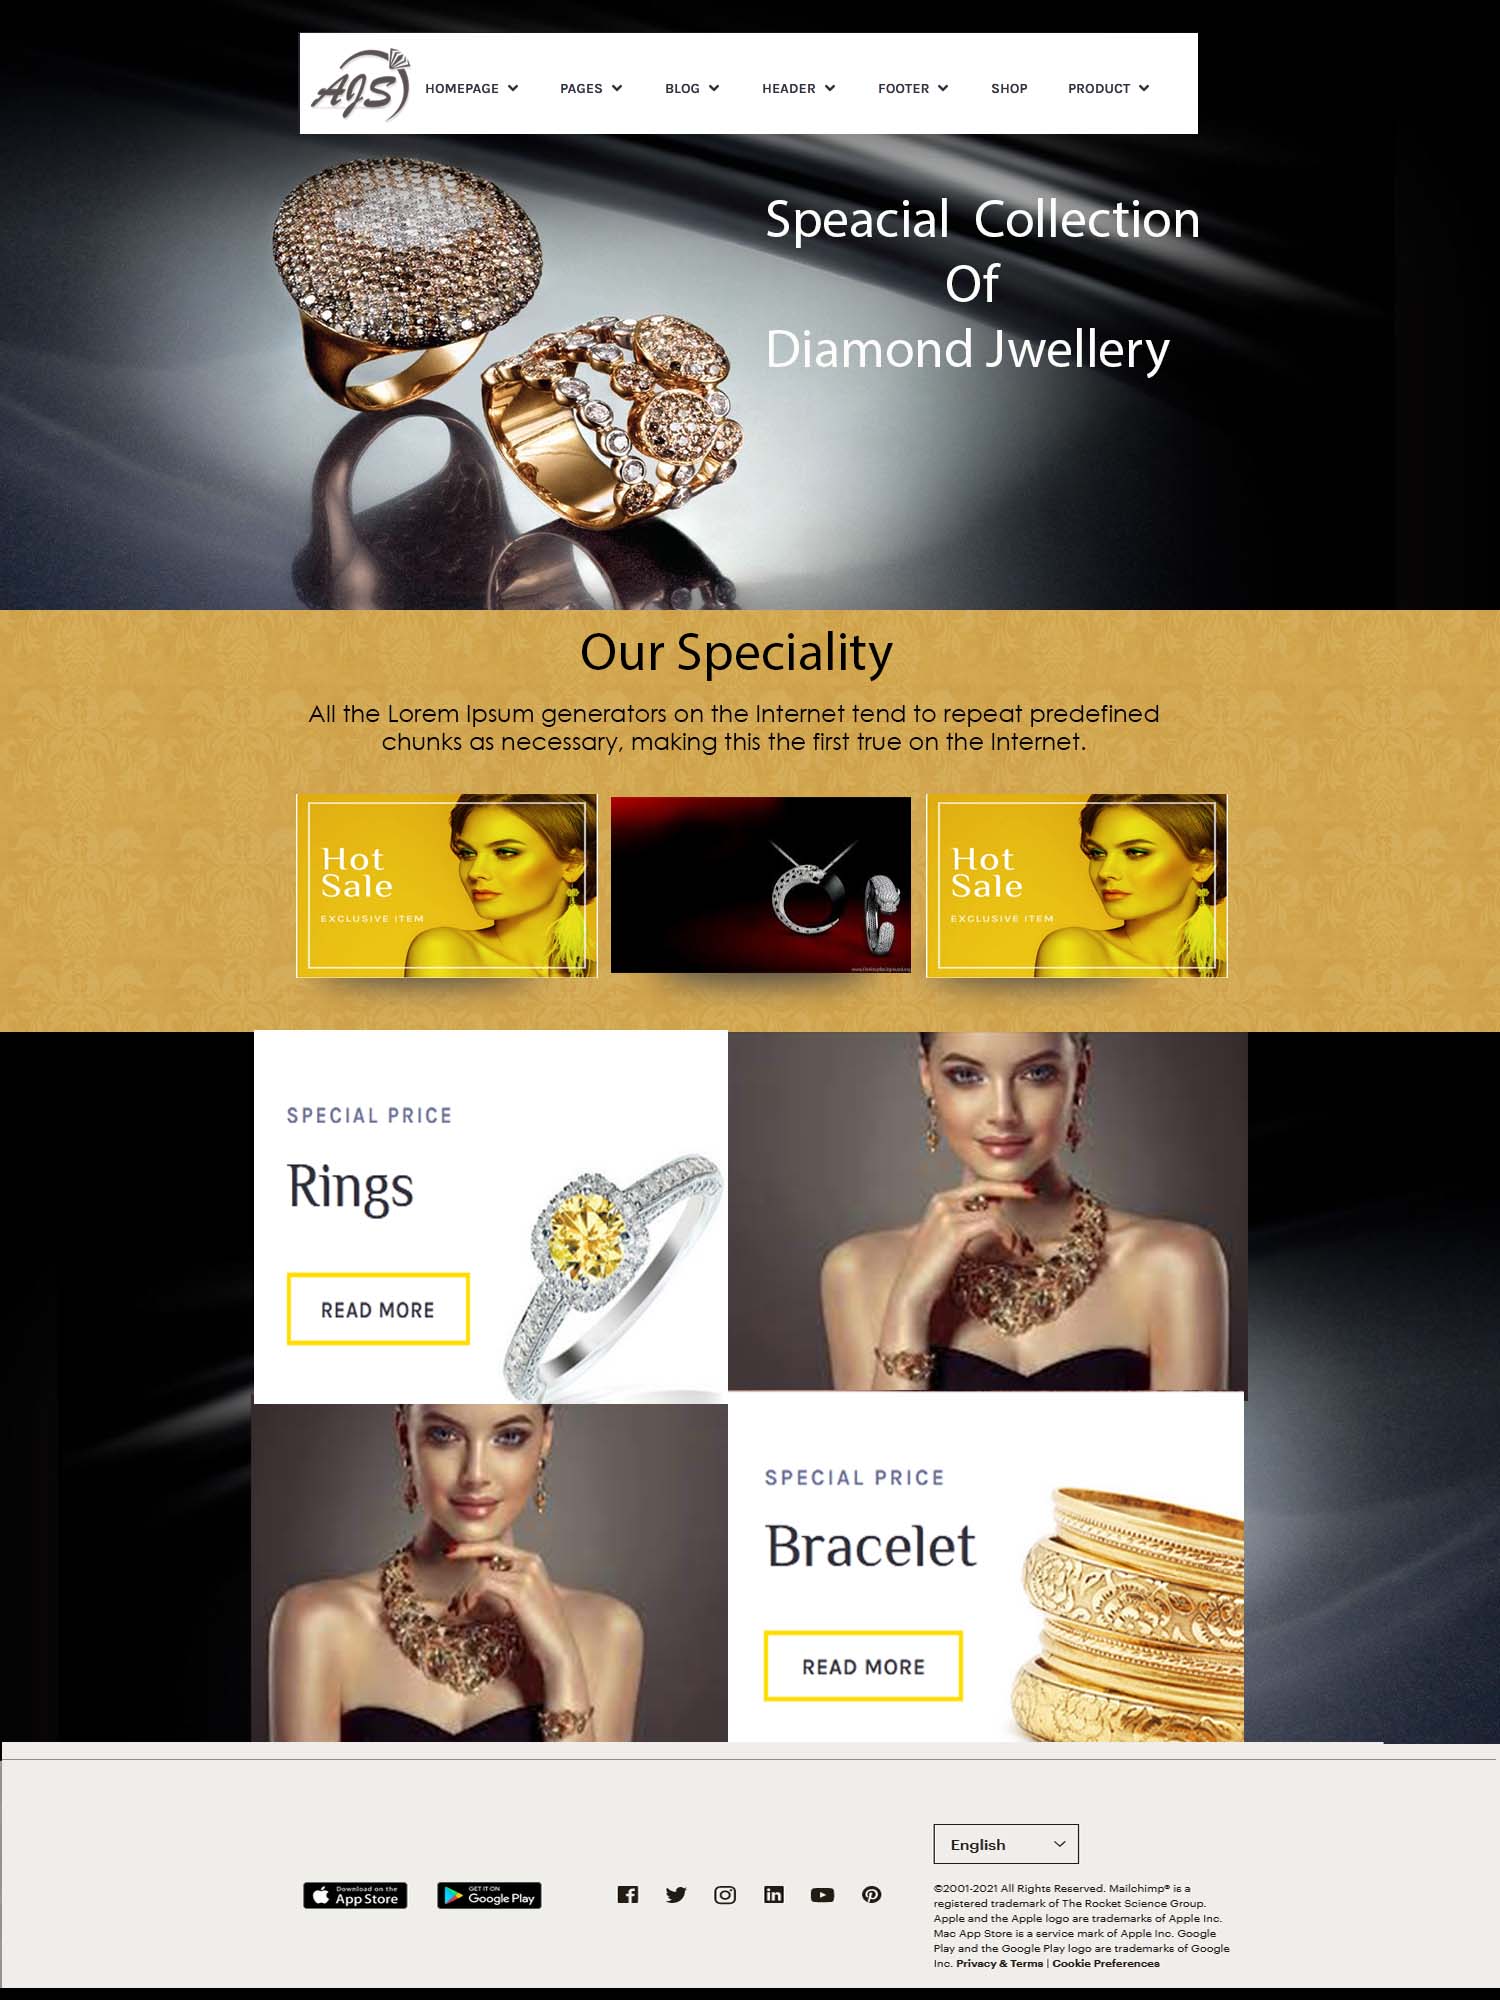 AJS
HOMEPAGE PAGES BLOG HEADER FOOTER SHOP PRODUCT
Speacial Collection
Of
Diamond Jwellery
Our Speciality
All the Lorem Ipsum generators on the Internet tend to repeat predefined
chunks as necessary, making this the first true on the Internet.
Hot
Sale
EXCLUSIVE ITEM
Hot
Sale
EXCLUSIVE ITEM
SPECIAL PRICE
Rings
READ MORE
SPECIAL PRICE
Bracelet
READ MORE
Download on the
App Store
GET IT ON
Google Play
English
©2001-2021 All Rights Reserved. Mailchimp® is a
registered trademark of The Rocket Science Group.
Apple and the Apple logo are trademarks of Apple Inc.
Mac App Store is a service mark of Apple Inc. Google
Play and the Google Play logo are trademarks of Google
Inc. Privacy & Terms | Cookie Preferences